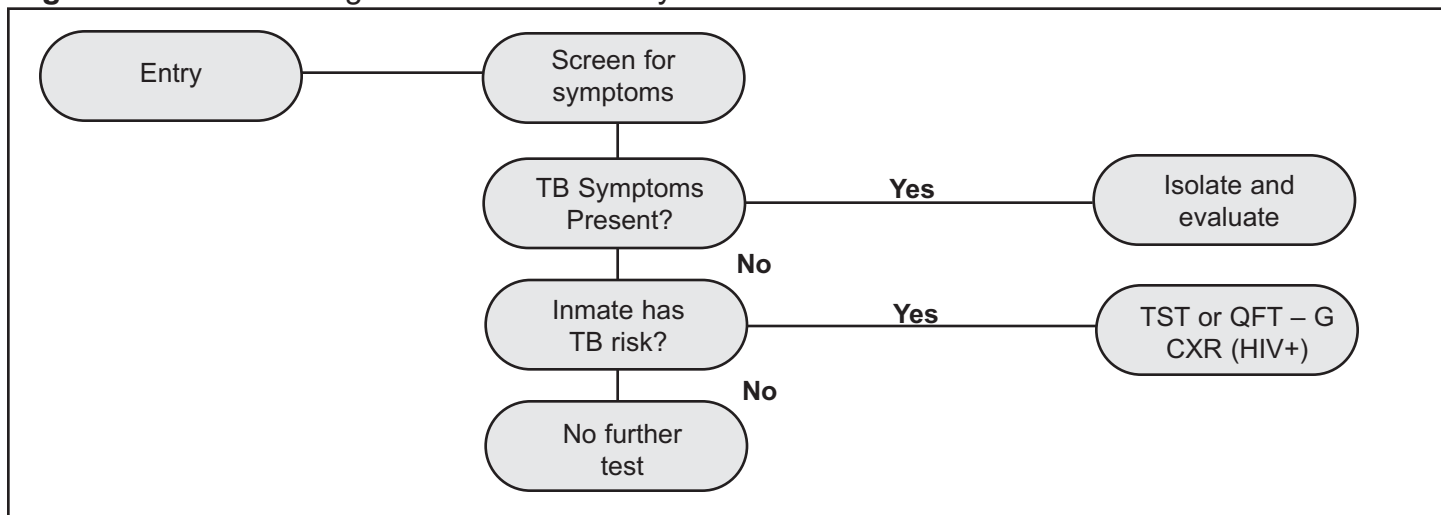 Entry
Screen for
symptoms
TB Symptoms
Present?
Yes
Isolate and
evaluate
No
Inmate has
TB risk?
Yes
TST or QFT – G
CXR (HIV+)
No
No further
test